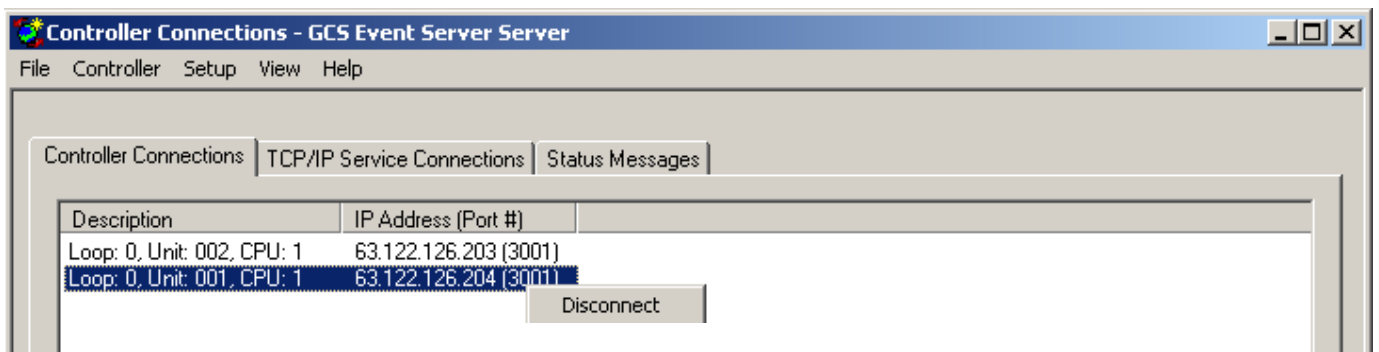 Controller Connections - GCS Event Server Server
File Controller Setup View Help
Controller Connections TCP/IP Service Connections Status Messages
Description IP Address (Port #)
Loop: 0, Unit: 002, CPU: 1 63.122.126.203 (3001)
Loop: 0, Unit: 001, CPU: 1 63.122.126.204 (3001)
Disconnect